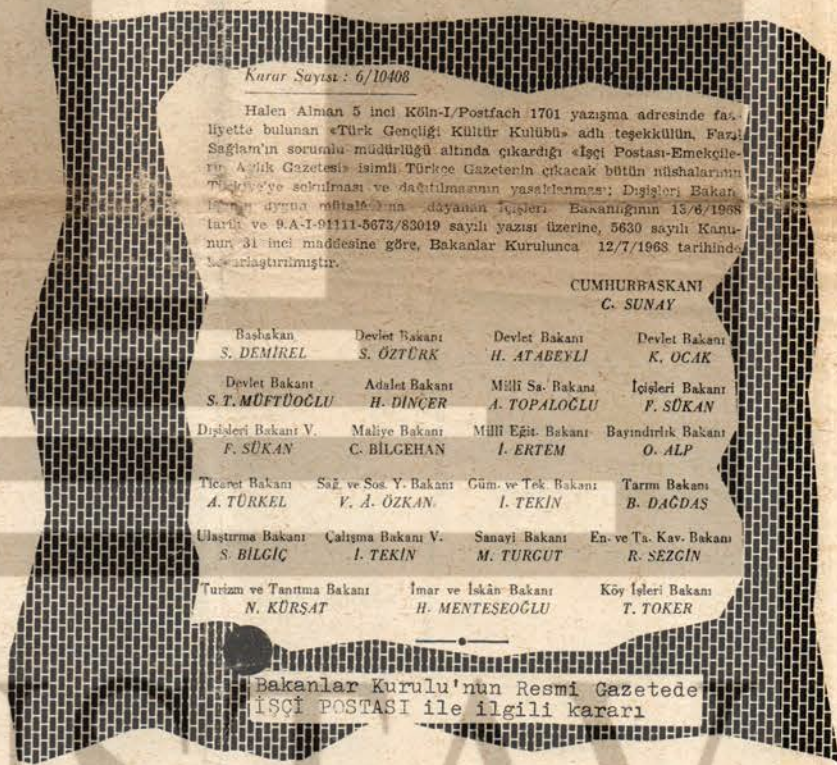 Karar Sayısı : 6/10408
Halen Alman 5 inci Köln-I/Postfach 1701 yazışma adresinde faa-
liyette bulunan «Türk Gençliği Kültür Kulübü» adlı teşekkülün, Fazıl
Sağlam'ın sorumlu müdürlüğü altında çıkardığı «İşçi Postası-Emekçile-
rin Aylık Gazetesi» isimli Türkçe Gazetenin çıkacak bütün nüshalarının
Türkiye'ye sokulması ve dağıtılmasının yasaklanması; Dışişleri Bakan-
lığının uygun mütalâasına dayanan İçişleri Bakanlığının 13/6/1968
tarih ve 9.A-I-91111-5673/83019 sayılı yazısı üzerine, 5630 sayılı Kanu-
nun 31 inci maddesine göre, Bakanlar Kurulunca 12/7/1968 tarihinde
kararlaştırılmıştır.
CUMHURBAŞKANI
C. SUNAY
Başbakan Devlet Bakanı Devlet Bakanı Devlet Bakanı
S. DEMİREL S. ÖZTÜRK H. ATABEYLİ K. OCAK
Devlet Bakanı Adalet Bakanı Millî Sa. Bakanı İçişleri Bakanı
S. T. MÜFTÜOĞLU H. DİNÇER A. TOPALOĞLU F. SÜKAN
Dışişleri Bakanı V. Maliye Bakanı Millî Eğit. Bakanı Bayındırlık Bakanı
F. SÜKAN C. BİLGEHAN İ. ERTEM O. ALP
Ticaret Bakanı Sağ. ve Sos. Y. Bakanı Güm. ve Tek. Bakanı Tarım Bakanı
A. TÜRKEL V. A. ÖZKAN İ. TEKİN B. DAĞDAŞ
Ulaştırma Bakanı Çalışma Bakanı V. Sanayi Bakanı En. ve Ta. Kav. Bakanı
S. BİLGİÇ İ. TEKİN M. TURGUT R. SEZGİN
Turizm ve Tanıtma Bakanı İmar ve İskân Bakanı Köy İşleri Bakanı
N. KÜRŞAT H. MENTEŞEOĞLU T. TOKER
Bakanlar Kurulu'nun Resmi Gazetede
İŞÇİ POSTASI ile ilgili kararı